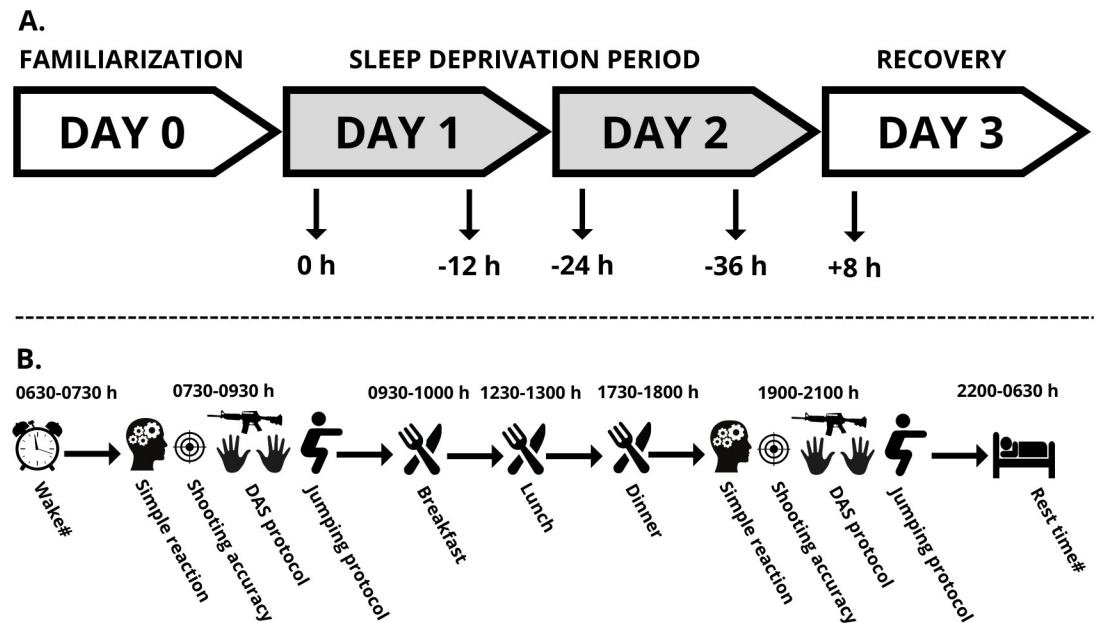 A.
FAMILIARIZATION
SLEEP DEPRIVATION PERIOD
RECOVERY
DAY 0
DAY 1
DAY 2
DAY 3
0 h
-12 h
-24 h
-36 h
+8 h
B.
0630-0730 h
0730-0930 h
0930-1000 h
1230-1300 h
1730-1800 h
1900-2100 h
2200-0630 h
Wake#
Simple reaction
Shooting accuracy
DAS protocol
Jumping protocol
Breakfast
Lunch
Dinner
Simple reaction
Shooting accuracy
DAS protocol
Jumping protocol
Rest time#